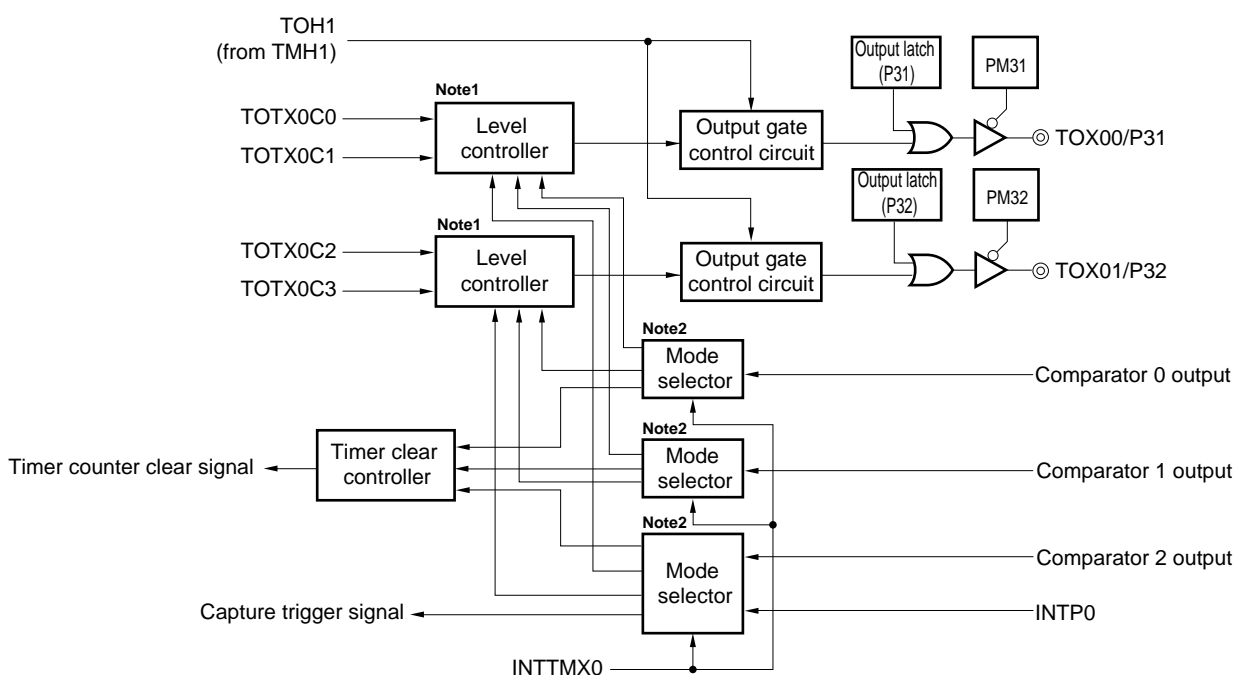 TOH1
(from TMH1)
Output latch
(P31)
PM31
Note1
TOTX0C0
TOTX0C1
Level
controller
Output gate
control circuit
TOX00/P31
Output latch
(P32)
PM32
Note1
TOTX0C2
TOTX0C3
Level
controller
Output gate
control circuit
TOX01/P32
Note2
Mode
selector
Comparator 0 output
Note2
Timer clear
controller
Timer counter clear signal
Mode
selector
Comparator 1 output
Note2
Comparator 2 output
Mode
selector
Capture trigger signal
INTP0
INTTMX0